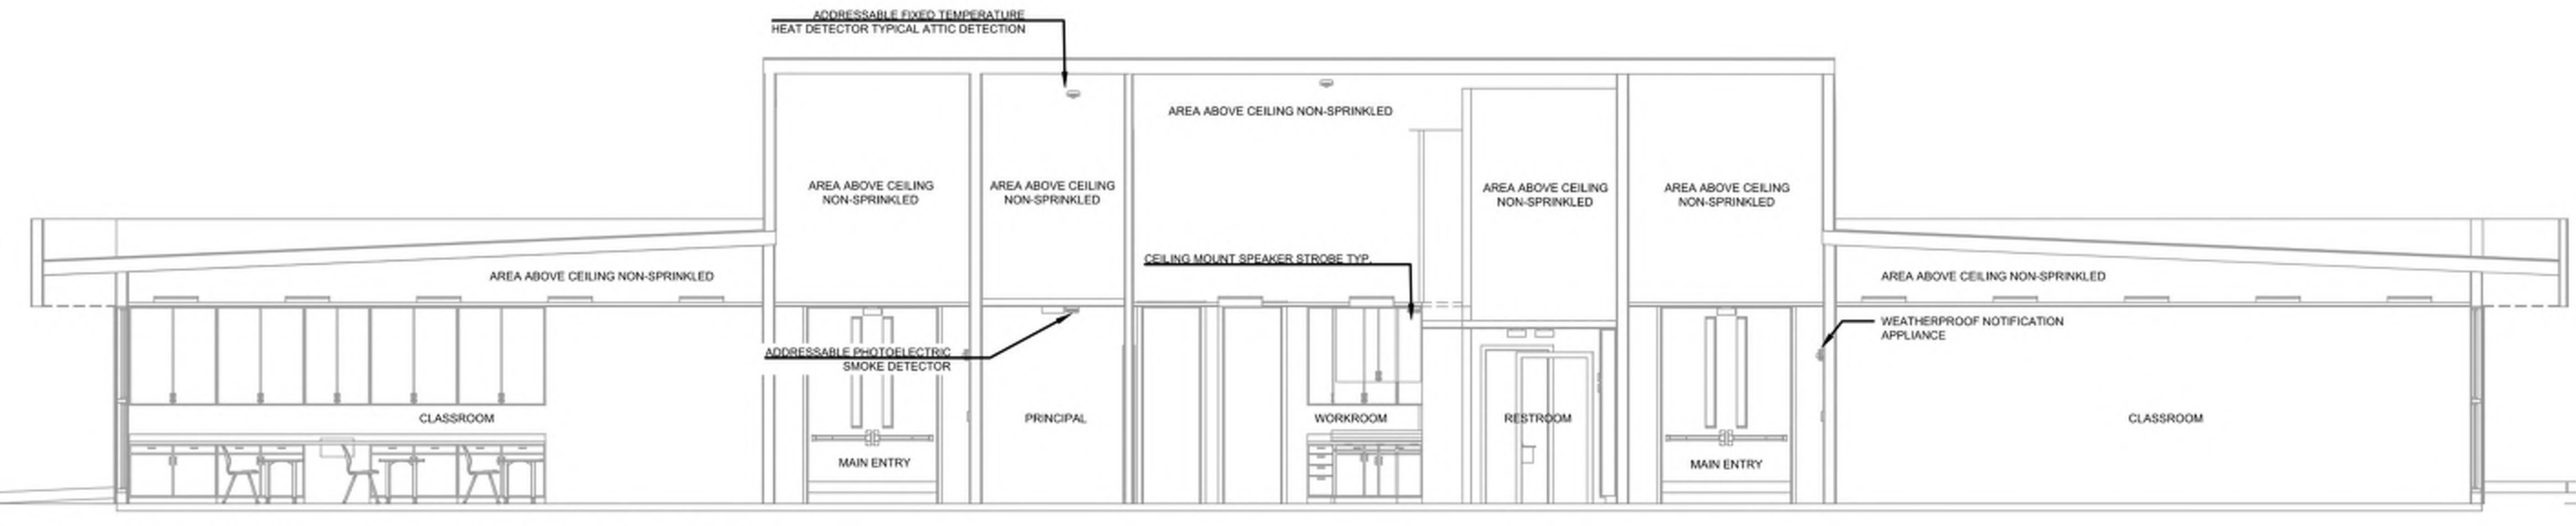 ADDRESSABLE FIXED TEMPERATURE
HEAT DETECTOR TYPICAL ATTIC DETECTION
AREA ABOVE CEILING NON-SPRINKLED
AREA ABOVE CEILING
NON-SPRINKLED
AREA ABOVE CEILING
NON-SPRINKLED
AREA ABOVE CEILING
NON-SPRINKLED
AREA ABOVE CEILING
NON-SPRINKLED
CEILING MOUNT SPEAKER STROBE TYP.
AREA ABOVE CEILING NON-SPRINKLED
AREA ABOVE CEILING NON-SPRINKLED
WEATHERPROOF NOTIFICATION
APPLIANCE
ADDRESSABLE PHOTOELECTRIC
SMOKE DETECTOR
CLASSROOM
PRINCIPAL
WORKROOM
RESTROOM
CLASSROOM
MAIN ENTRY
MAIN ENTRY